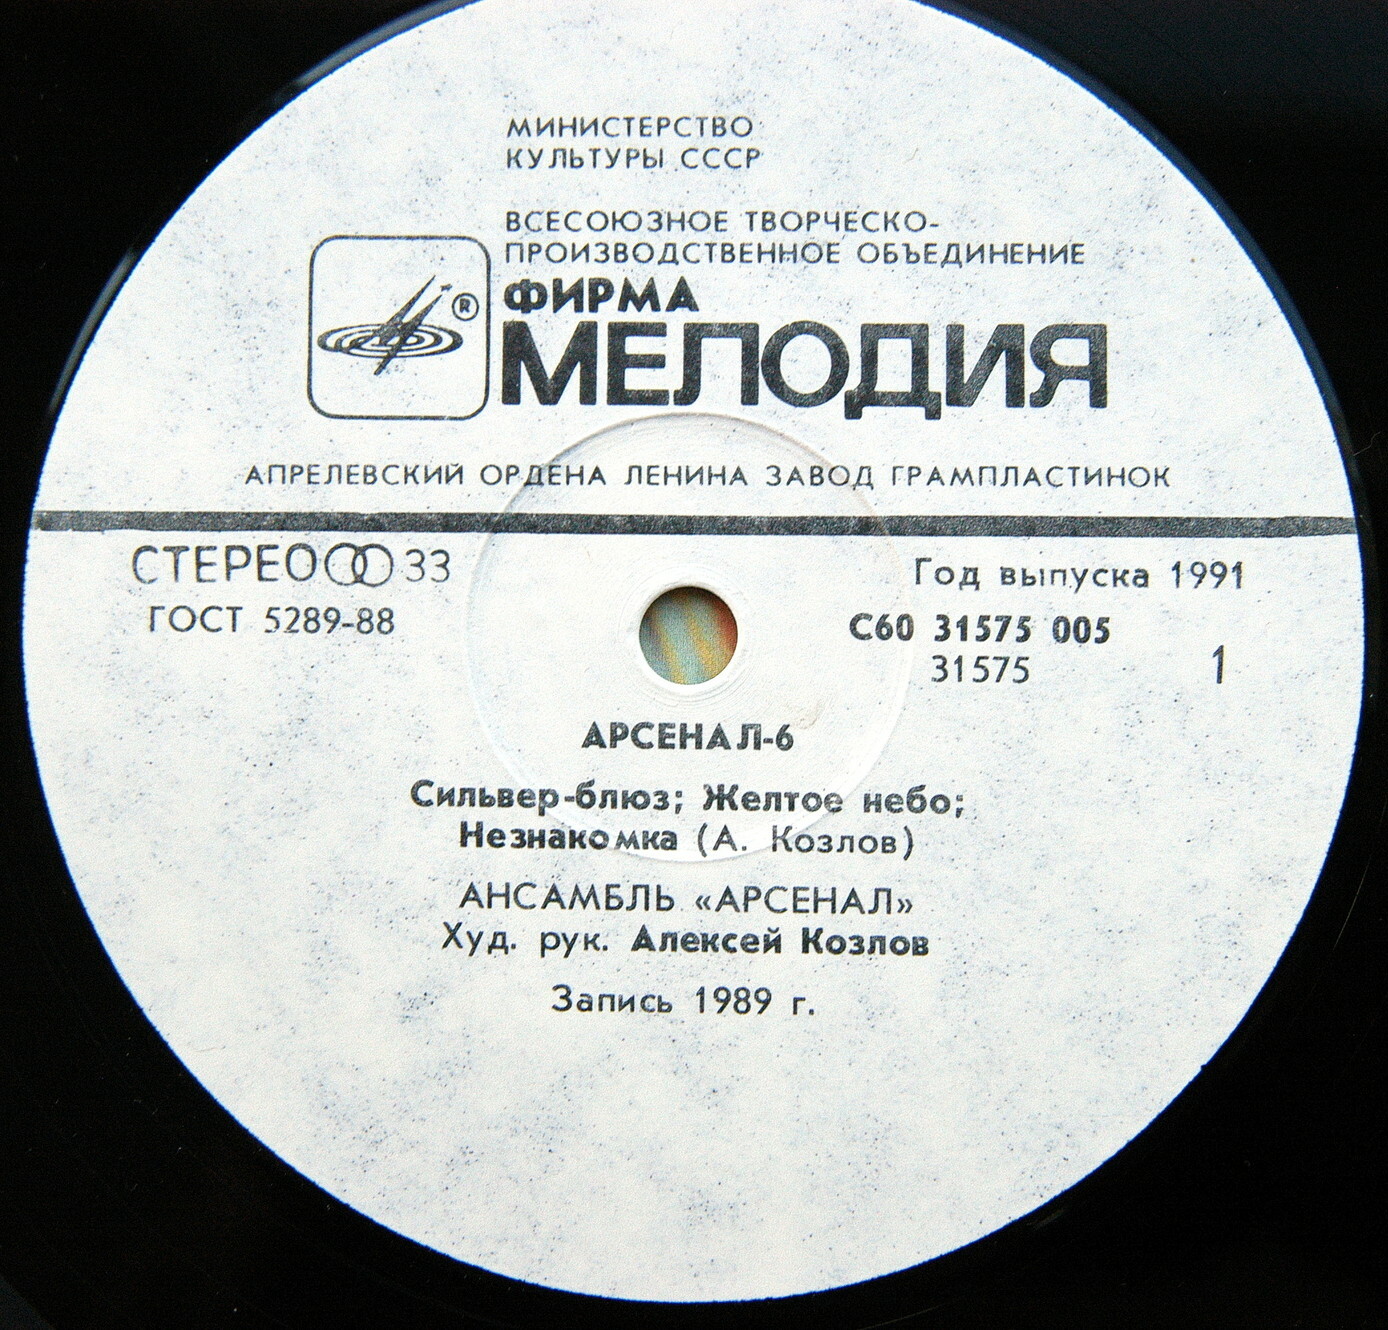 МИНИСТЕРСТВО
КУЛЬТУРЫ СССР
ВСЕСОЮЗНОЕ ТВОРЧЕСКО-
ПРОИЗВОДСТВЕННОЕ ОБЪЕДИНЕНИЕ
ФИРМА
®
МЕЛОДИЯ
АПРЕЛЕВСКИЙ ОРДЕНА ЛЕНИНА ЗАВОД ГРАМПЛАСТИНОК
СТЕРЕО 33
Год выпуска 1991
ГОСТ 5289-88
С60 31575 005
31575
1
АРСЕНАЛ-6
Сильвер-блюз; Желтое небо;
Незнакомка (А. Козлов)
АНСАМБЛЬ «АРСЕНАЛ»
Худ. рук. Алексей Козлов
Запись 1989 г.